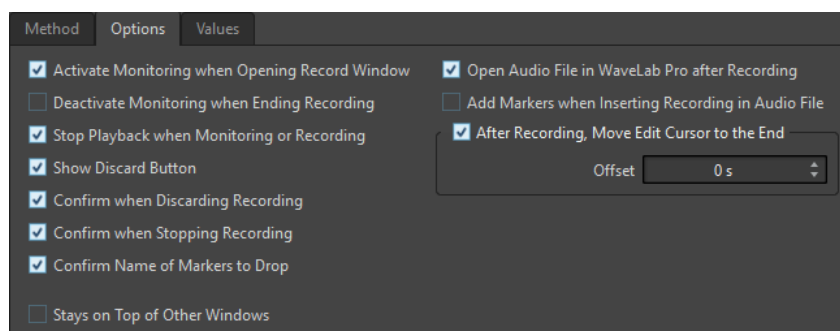 Method Options Values
Activate Monitoring when Opening Record Window
Deactivate Monitoring when Ending Recording
Stop Playback when Monitoring or Recording
Show Discard Button
Confirm when Discarding Recording
Confirm when Stopping Recording
Confirm Name of Markers to Drop
Stays on Top of Other Windows
Open Audio File in WaveLab Pro after Recording
Add Markers when Inserting Recording in Audio File
After Recording, Move Edit Cursor to the End
Offset 0 s